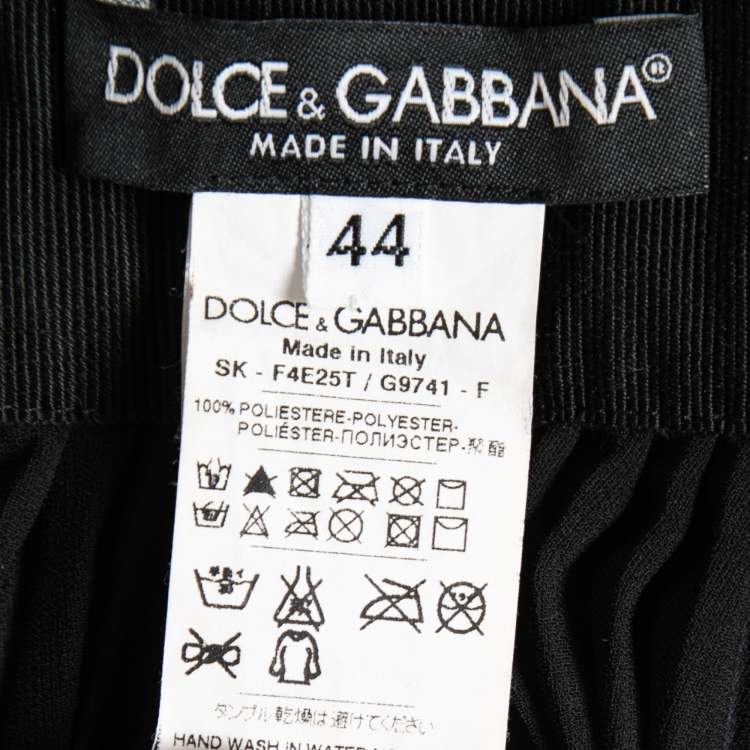 DOLCE & GABBANA®
MADE IN ITALY
44
DOLCE & GABBANA
Made in Italy
SK - F4E25T / G9741 - F
100% POLIESTERE-POLYESTER-
POLIÉSTER-ПОЛИЭСТЕР-聚酯
タンブル乾燥は避けてください
HAND WASH IN WATER